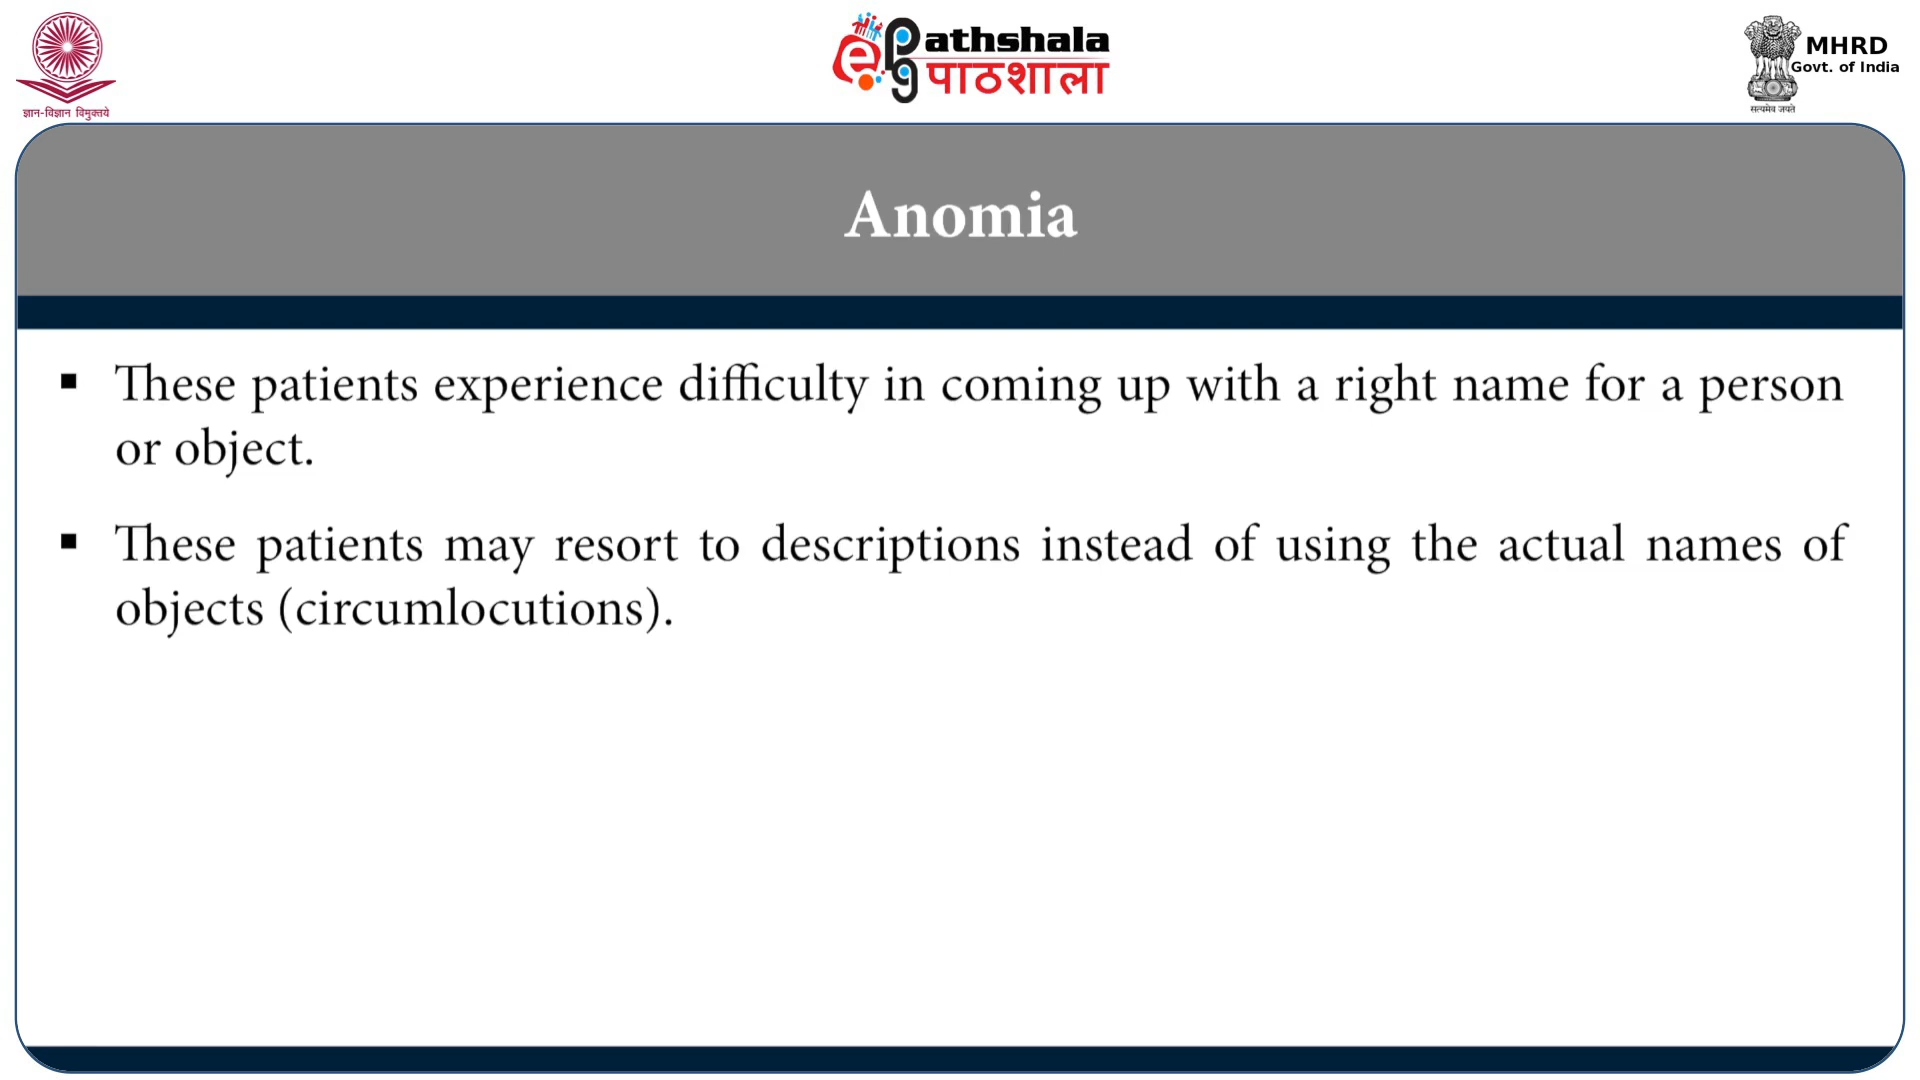 ज्ञान-विज्ञान विमुक्तये
e Pathshala
पाठशाला
MHRD
Govt. of India
सत्यमेव जयते
Anomia
▪ These patients experience difficulty in coming up with a right name for a person
or object.
▪ These patients may resort to descriptions instead of using the actual names of
objects (circumlocutions).